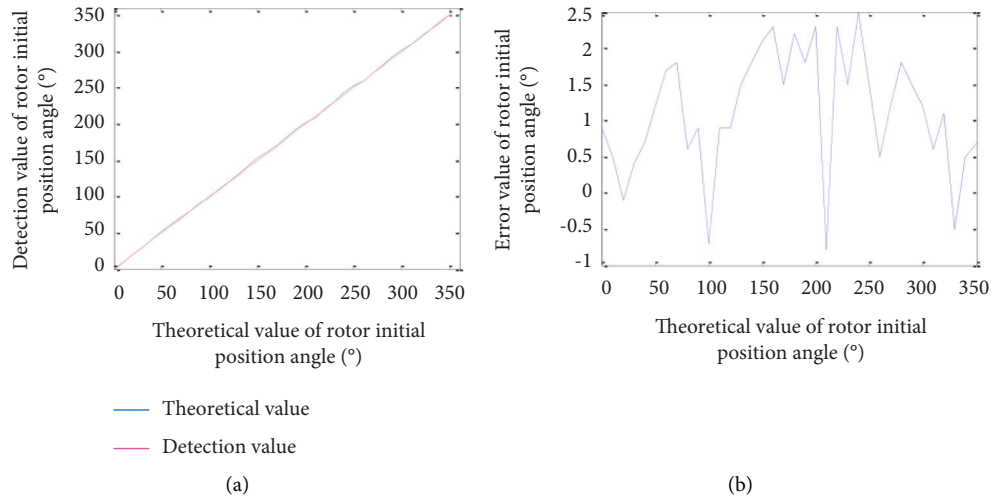 350
300
250
200
150
100
50
0
Detection value of rotor initial
position angle (°)
0 50 100 150 200 250 300 350
Theoretical value of rotor initial
position angle (°)
Theoretical value
Detection value
(a)
2.5
2
1.5
1
0.5
0
-0.5
-1
Error value of rotor initial
position angle (°)
0 50 100 160 200 250 300 350
Theoretical value of rotor initial
position angle (°)
(b)